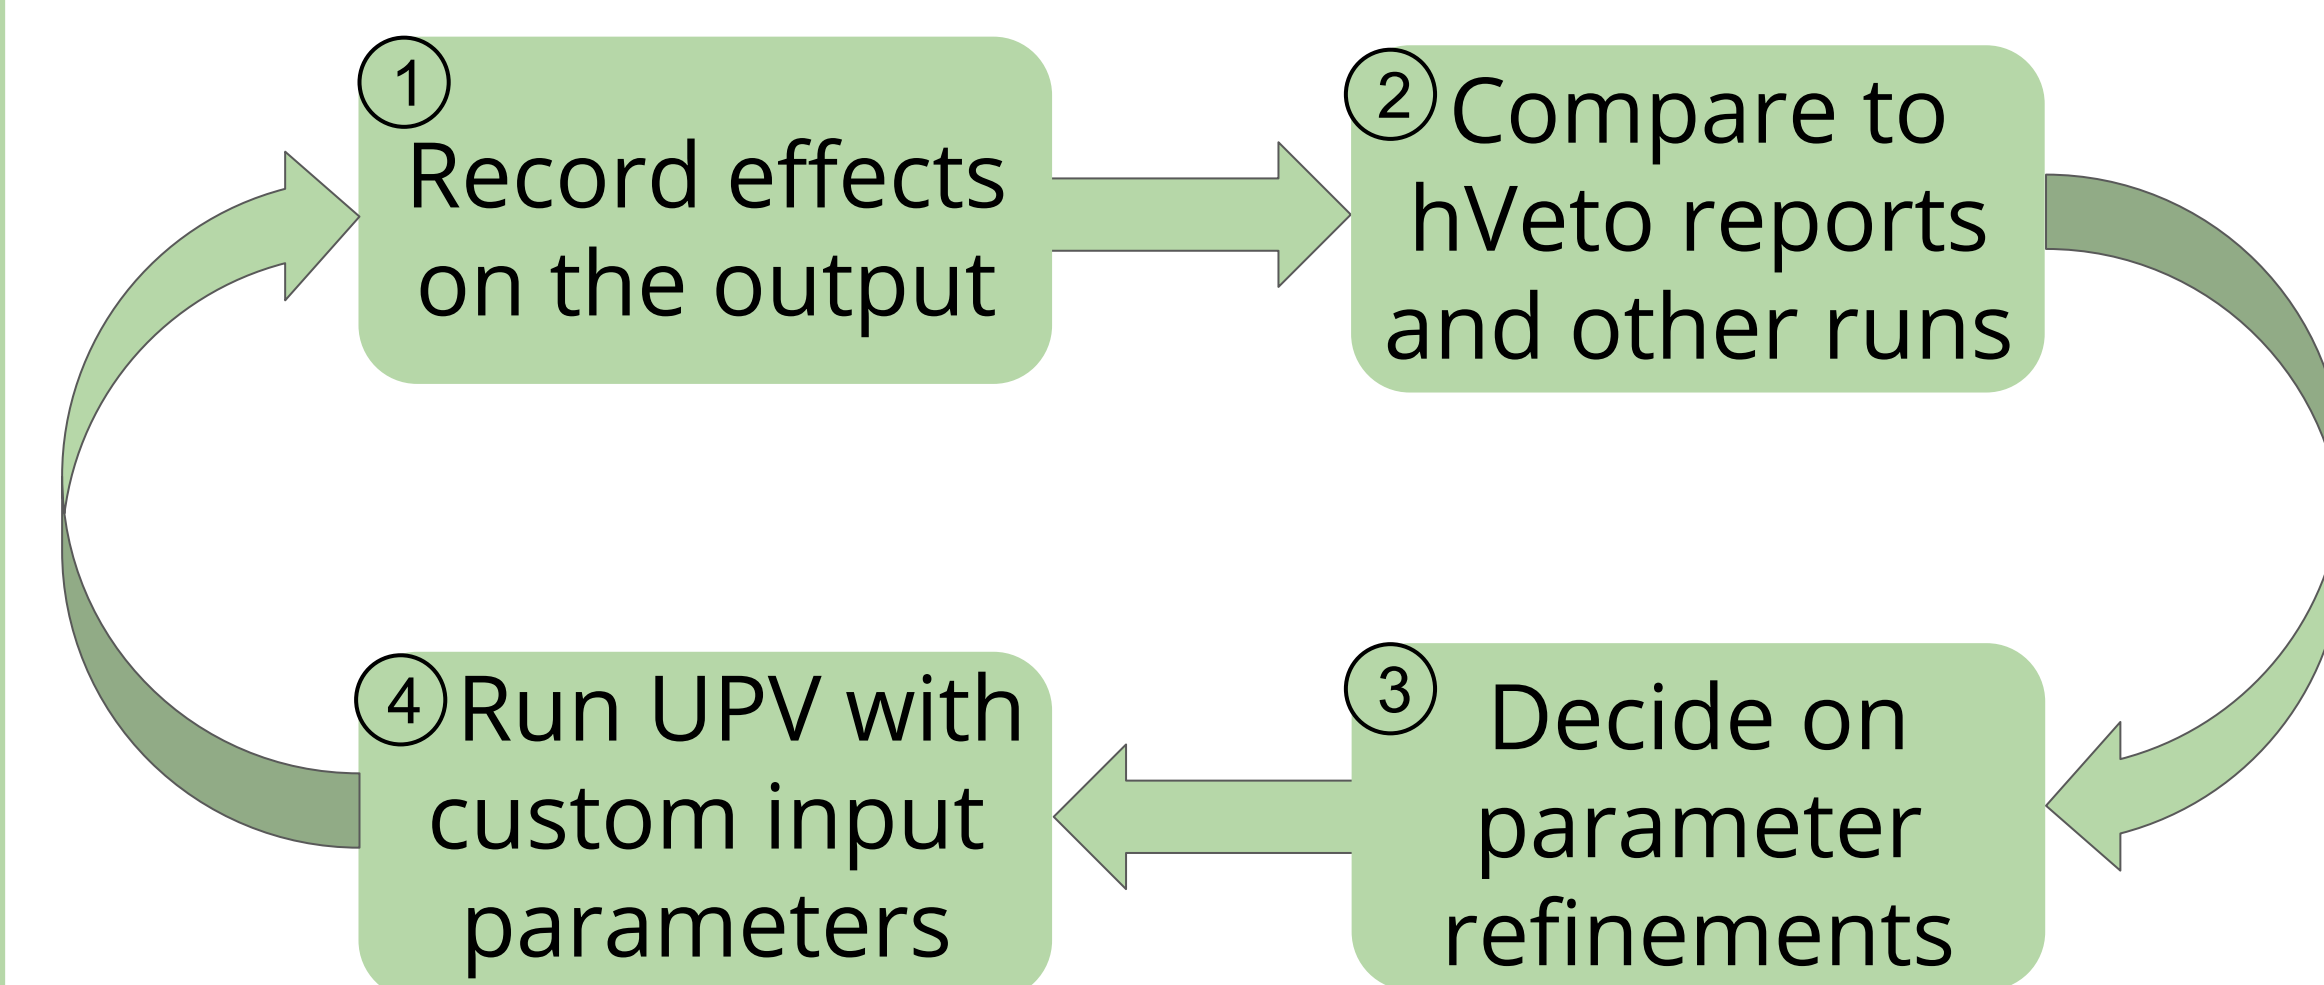 1
Record effects
on the output
2 Compare to
hVeto reports
and other runs
3
Decide on
parameter
refinements
4 Run UPV with
custom input
parameters